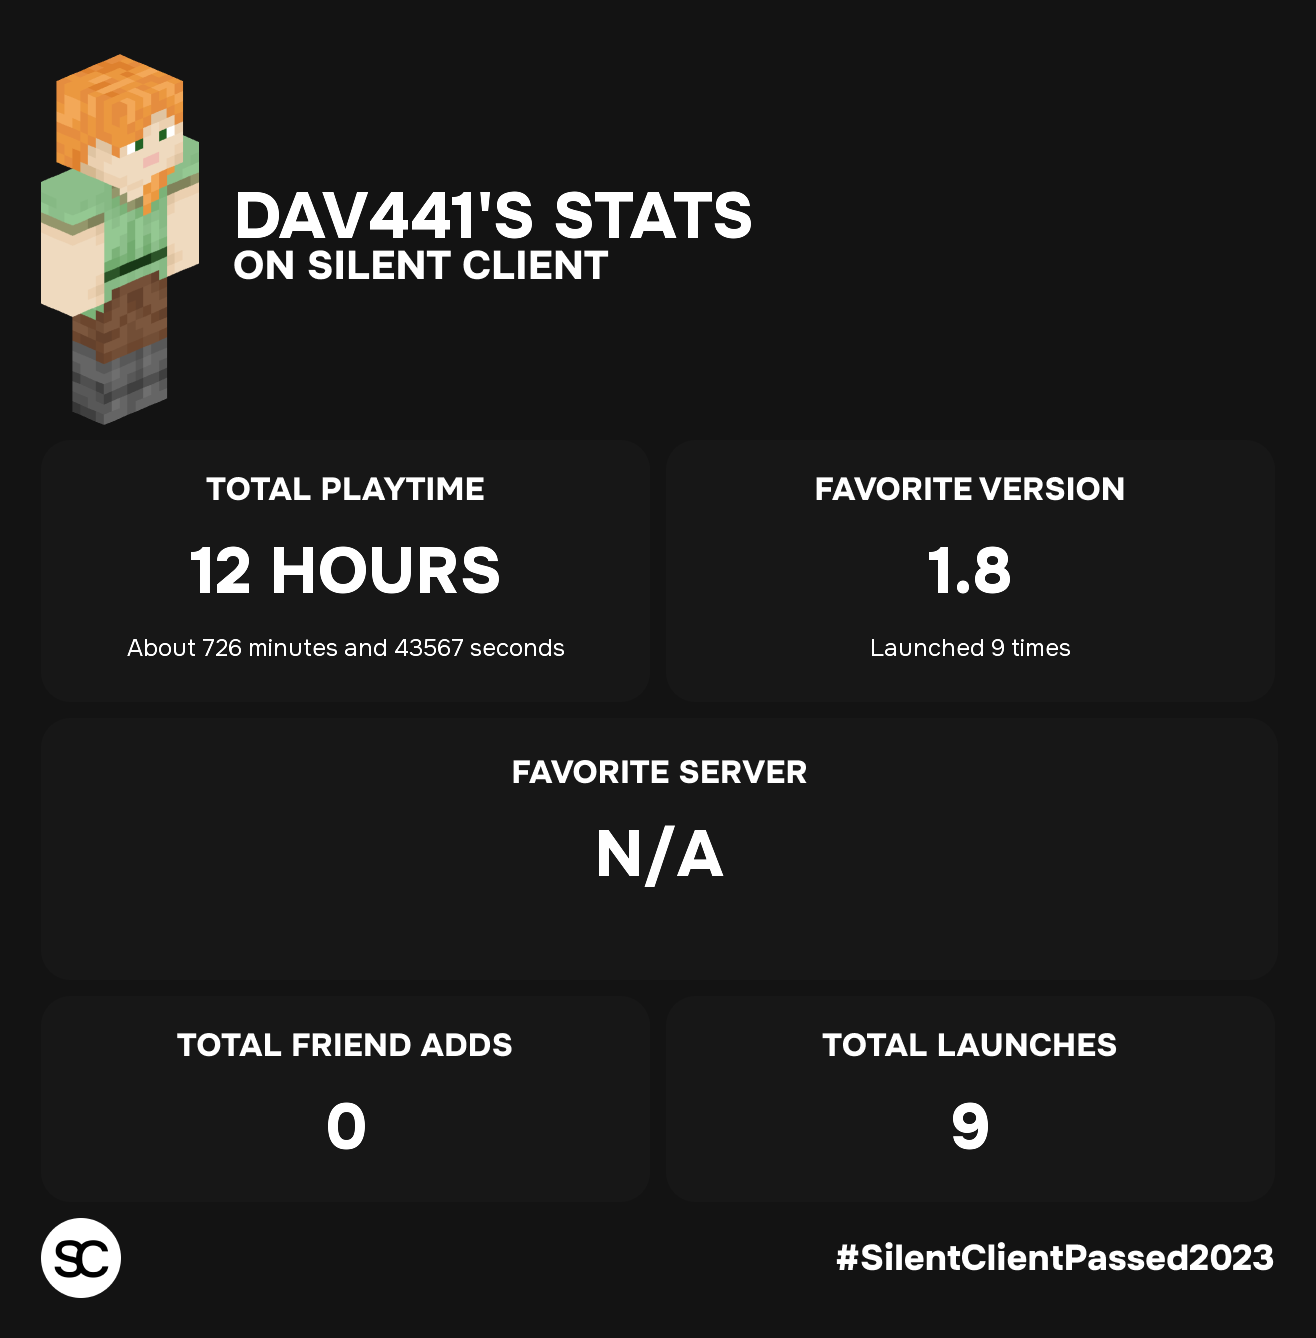 DAV441'S STATS
ON SILENT CLIENT
TOTAL PLAYTIME
12 HOURS
About 726 minutes and 43567 seconds
FAVORITE VERSION
1.8
Launched 9 times
FAVORITE SERVER
N/A
TOTAL FRIEND ADDS
0
TOTAL LAUNCHES
9
SC
#SilentClientPassed2023